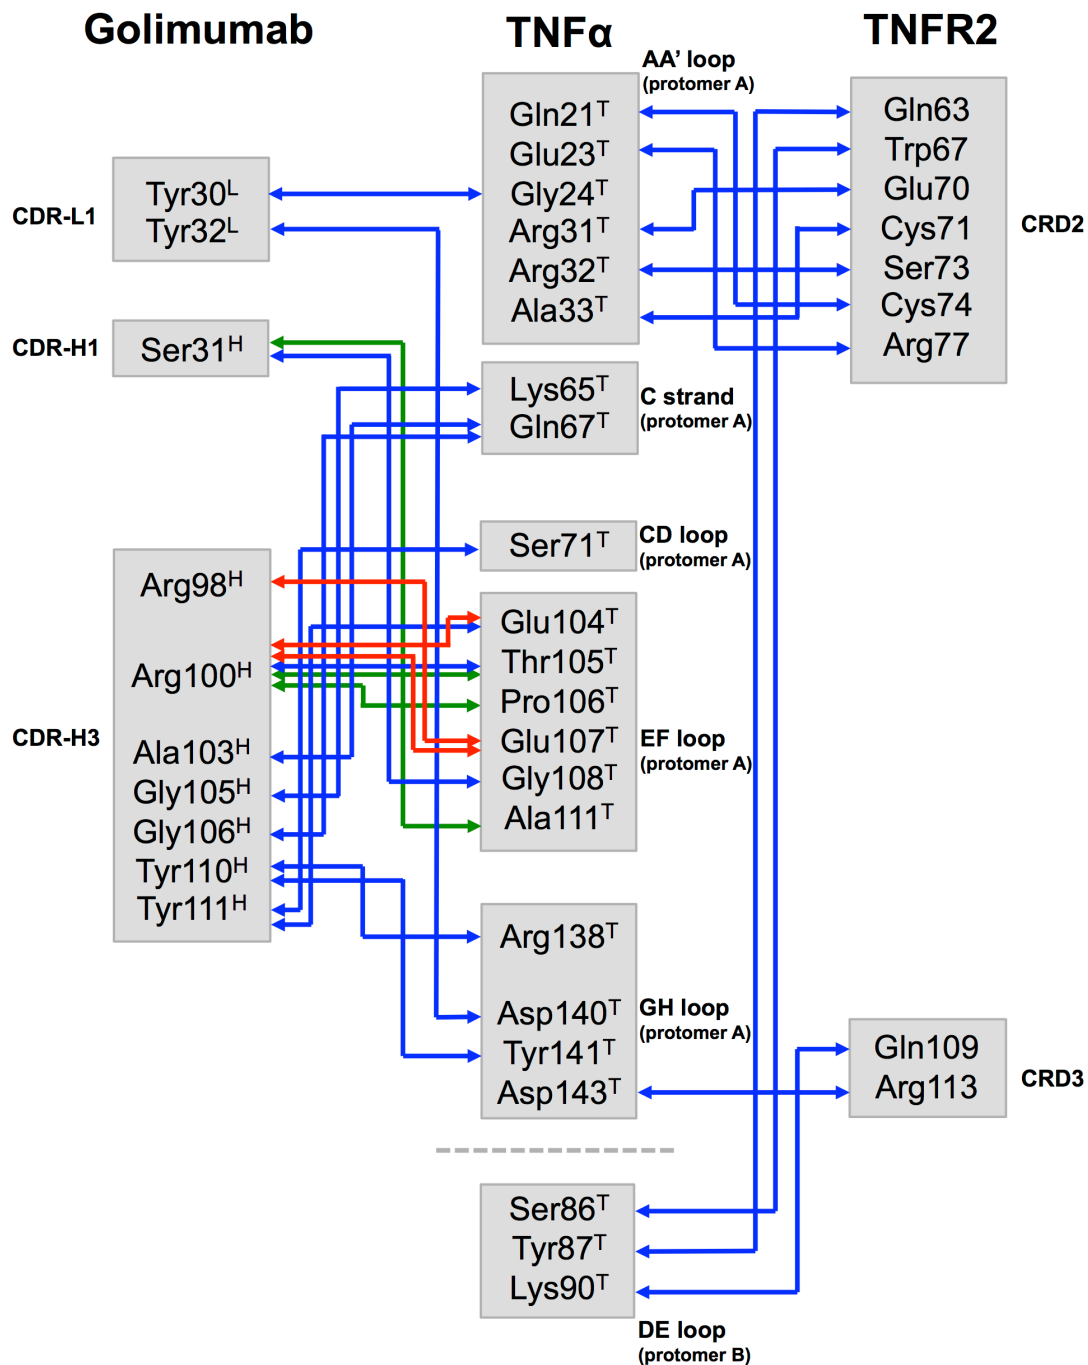 Golimumab
TNFα
TNFR2
AA’ loop
(protomer A)
CDR-L1
Tyr30ᴸ
Tyr32ᴸ
CDR-H1
Ser31ᴴ
CDR-H3
Arg98ᴴ
Arg100ᴴ
Ala103ᴴ
Gly105ᴴ
Gly106ᴴ
Tyr110ᴴ
Tyr111ᴴ
Gln21ᵀ
Glu23ᵀ
Gly24ᵀ
Arg31ᵀ
Arg32ᵀ
Ala33ᵀ
Lys65ᵀ
Gln67ᵀ
C strand
(protomer A)
Ser71ᵀ
CD loop
(protomer A)
Glu104ᵀ
Thr105ᵀ
Pro106ᵀ
Glu107ᵀ
Gly108ᵀ
Ala111ᵀ
EF loop
(protomer A)
Arg138ᵀ
Asp140ᵀ
Tyr141ᵀ
Asp143ᵀ
GH loop
(protomer A)
Ser86ᵀ
Tyr87ᵀ
Lys90ᵀ
DE loop
(protomer B)
Gln63
Trp67
Glu70
Cys71
Ser73
Cys74
Arg77
CRD2
Gln109
Arg113
CRD3